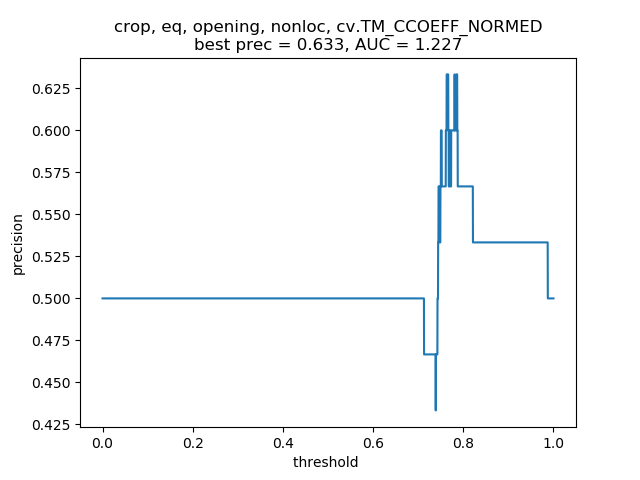 crop, eq, opening, nonloc, cv.TM_CCOEFF_NORMED
best prec = 0.633, AUC = 1.227
0.625
0.600
0.575
0.550
0.525
0.500
0.475
0.450
0.425
precision
0.0 0.2 0.4 0.6 0.8 1.0
threshold